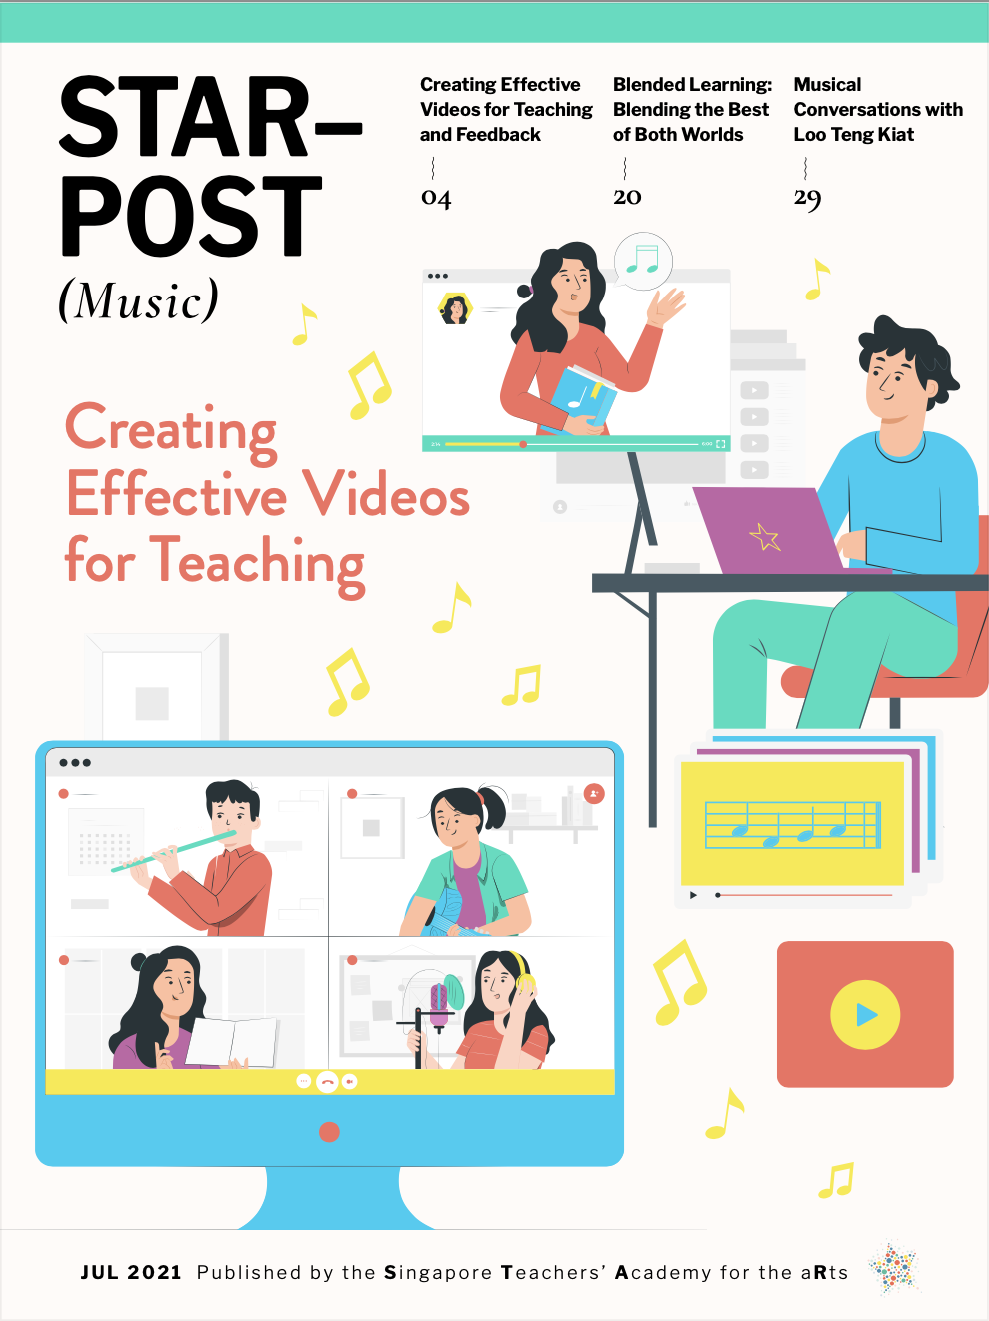 STAR–
POST
(Music)
Creating Effective
Videos for Teaching
and Feedback
04
Blended Learning:
Blending the Best
of Both Worlds
20
Musical
Conversations with
Loo Teng Kiat
29
Creating
Effective Videos
for Teaching
JUL 2021 Published by the Singapore Teachers’ Academy for the aRts